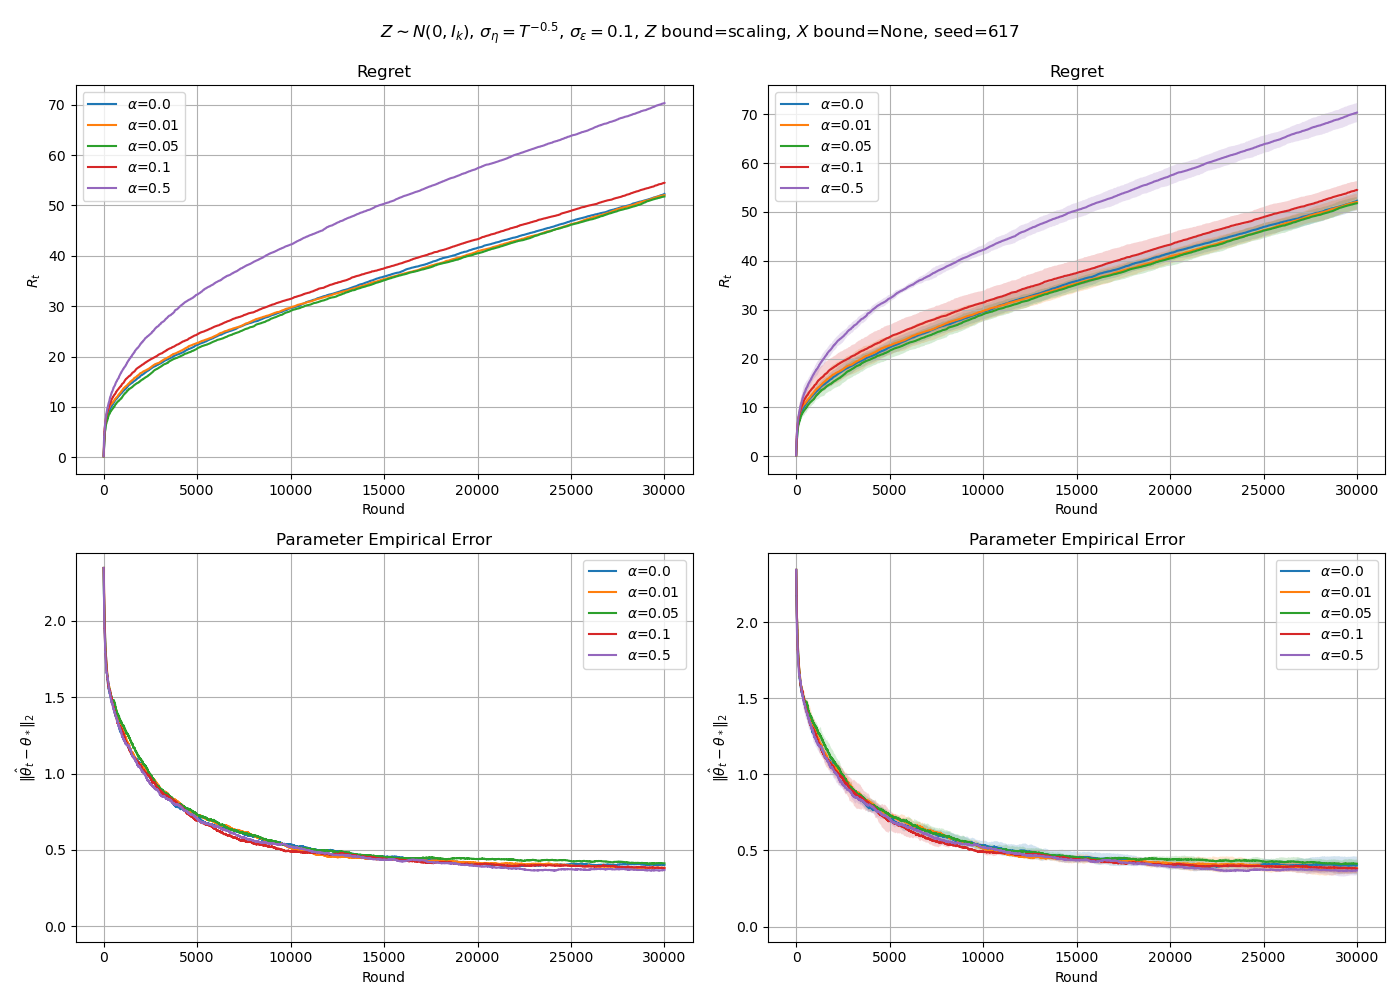 Z ∼ N(0, I_k), σ_η = T^{−0.5}, σ_ε = 0.1, Z bound=scaling, X bound=None, seed=617
Regret
R_t
70
60
50
40
30
20
10
0
α=0.0
α=0.01
α=0.05
α=0.1
α=0.5
0 5000 10000 15000 20000 25000 30000
Round
Regret
R_t
70
60
50
40
30
20
10
0
α=0.0
α=0.01
α=0.05
α=0.1
α=0.5
0 5000 10000 15000 20000 25000 30000
Round
Parameter Empirical Error
‖θ̂_t − θ_*‖_2
2.0
1.5
1.0
0.5
0.0
α=0.0
α=0.01
α=0.05
α=0.1
α=0.5
0 5000 10000 15000 20000 25000 30000
Round
Parameter Empirical Error
‖θ̂_t − θ_*‖_2
2.0
1.5
1.0
0.5
0.0
α=0.0
α=0.01
α=0.05
α=0.1
α=0.5
0 5000 10000 15000 20000 25000 30000
Round